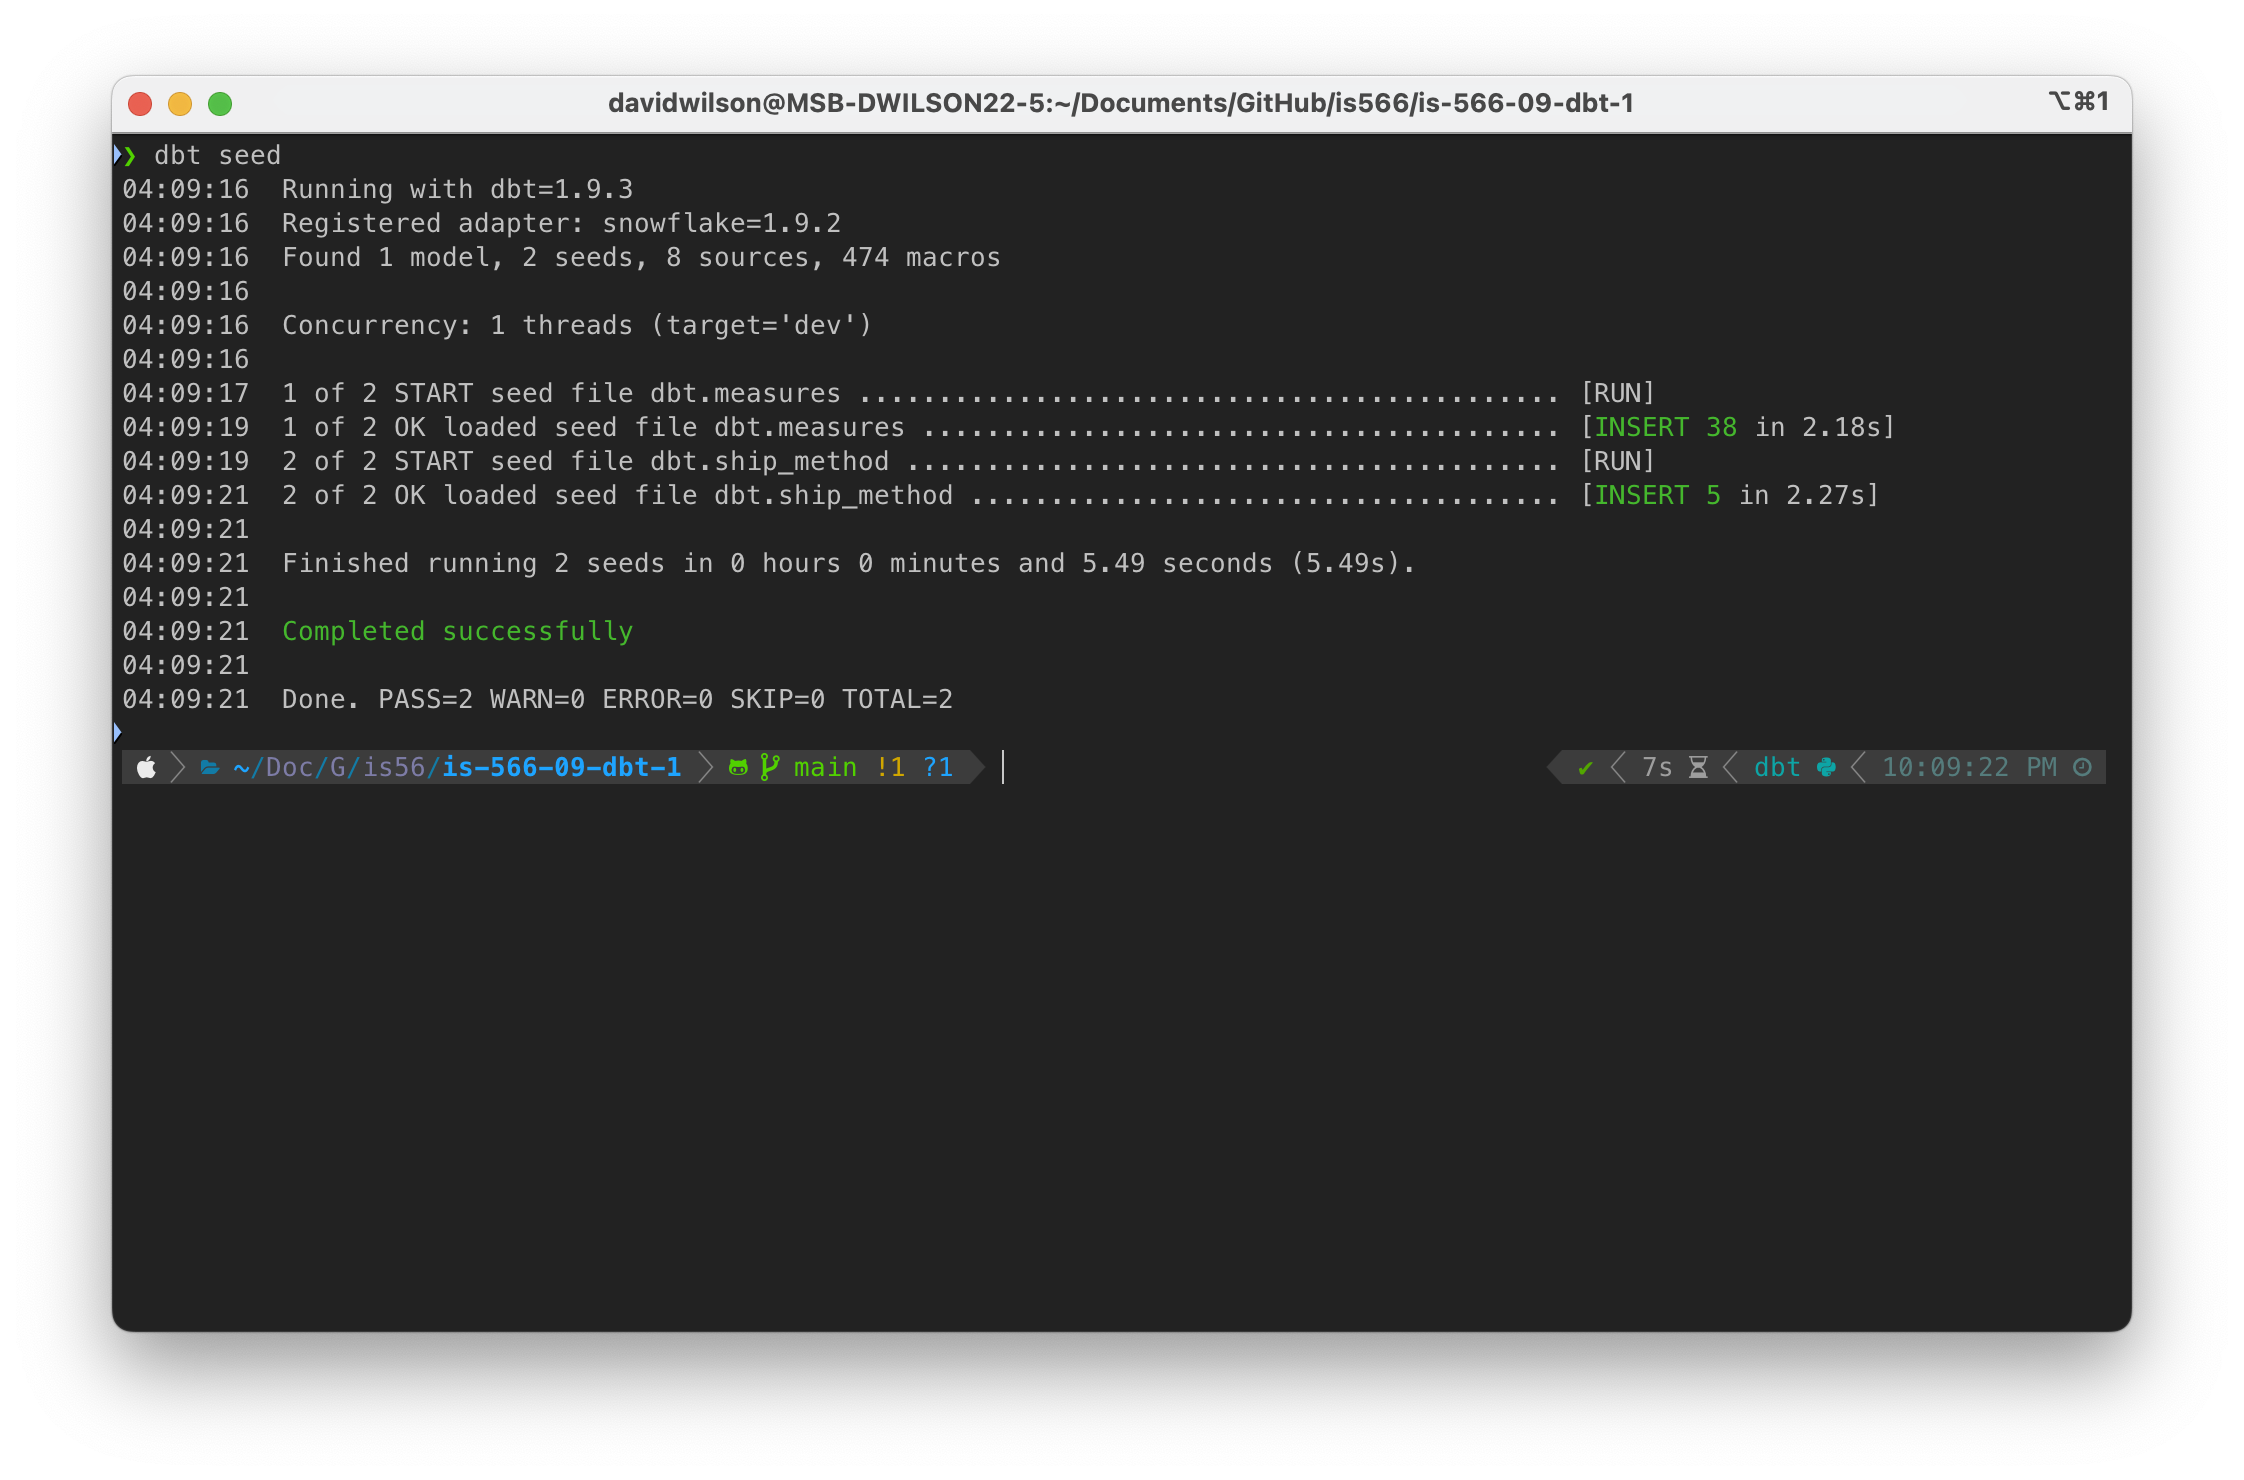 davidwilson@MSB-DWILSON22-5:~/Documents/GitHub/is566/is-566-09-dbt-1 ⌥⌘1
❯ dbt seed
04:09:16  Running with dbt=1.9.3
04:09:16  Registered adapter: snowflake=1.9.2
04:09:16  Found 1 model, 2 seeds, 8 sources, 474 macros
04:09:16
04:09:16  Concurrency: 1 threads (target='dev')
04:09:16
04:09:17  1 of 2 START seed file dbt.measures ............................................ [RUN]
04:09:19  1 of 2 OK loaded seed file dbt.measures ........................................ [INSERT 38 in 2.18s]
04:09:19  2 of 2 START seed file dbt.ship_method ......................................... [RUN]
04:09:21  2 of 2 OK loaded seed file dbt.ship_method ..................................... [INSERT 5 in 2.27s]
04:09:21
04:09:21  Finished running 2 seeds in 0 hours 0 minutes and 5.49 seconds (5.49s).
04:09:21
04:09:21  Completed successfully
04:09:21
04:09:21  Done. PASS=2 WARN=0 ERROR=0 SKIP=0 TOTAL=2
~/Doc/G/is56/is-566-09-dbt-1 main !1 ?1 ✔ 7s dbt 10:09:22 PM